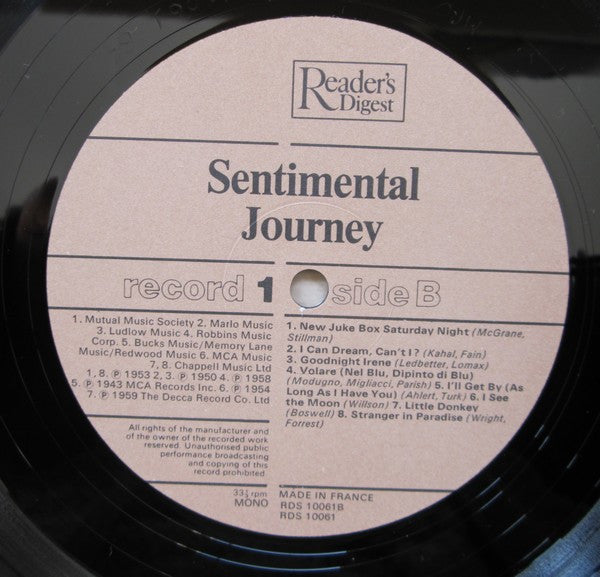 Reader's
Digest
Sentimental
Journey
record 1 side B
1. Mutual Music Society 2. Marlo Music
3. Ludlow Music 4. Robbins Music
Corp. 5. Bucks Music/Memory Lane
Music/Redwood Music 6. MCA Music
7, 8. Chappell Music Ltd
1, 8. ℗ 1953 2, 3. ℗ 1950 4. ℗ 1958
5. ℗ 1943 MCA Records Inc. 6. ℗ 1954
7. ℗ 1959 The Decca Record Co. Ltd
All rights of the manufacturer and
of the owner of the recorded work
reserved. Unauthorised public
performance broadcasting
and copying of this
record prohibited.
33⅓ rpm
MONO
1. New Juke Box Saturday Night (McGrane,
Stillman)
2. I Can Dream, Can't I? (Kahal, Fain)
3. Goodnight Irene (Ledbetter, Lomax)
4. Volare (Nel Blu, Dipinto di Blu)
(Modugno, Migliacci, Parish) 5. I'll Get By (As
Long As I Have You) (Ahlert, Turk) 6. I See
the Moon (Willson) 7. Little Donkey
(Boswell) 8. Stranger in Paradise (Wright,
Forrest)
MADE IN FRANCE
RDS 10061B
RDS 10061